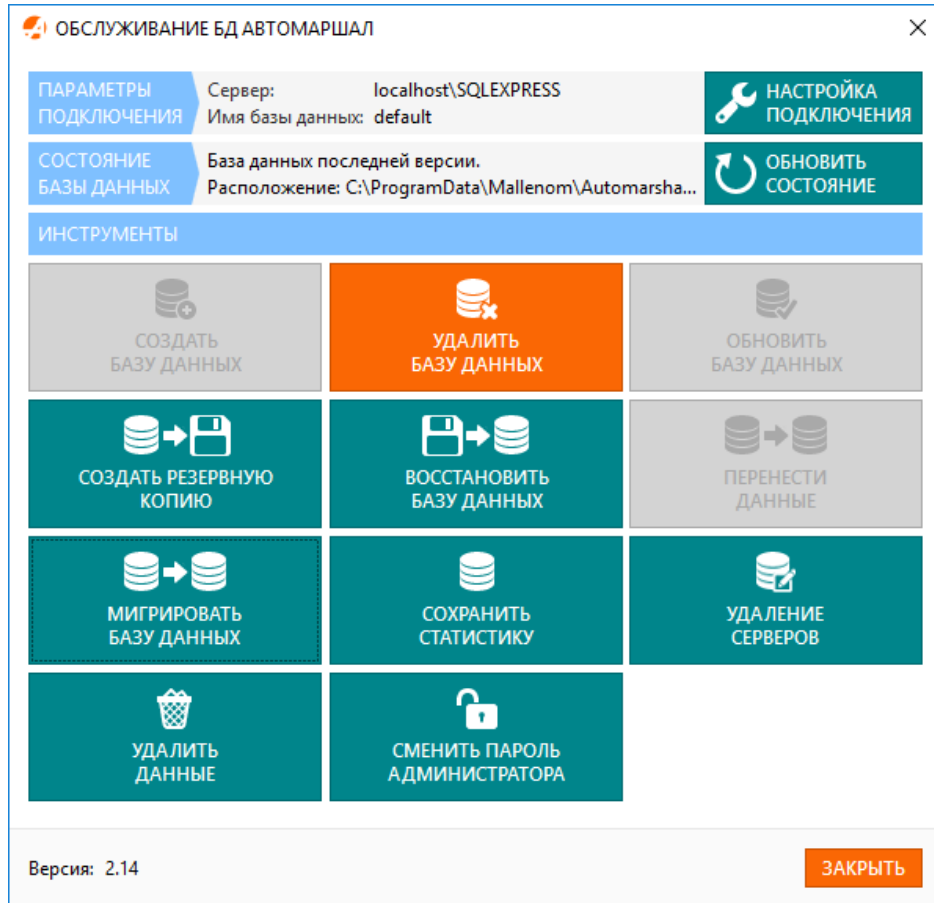 ОБСЛУЖИВАНИЕ БД АВТОМАРШАЛ
ПАРАМЕТРЫ
ПОДКЛЮЧЕНИЯ
Сервер: localhost\SQLEXPRESS
Имя базы данных: default
НАСТРОЙКА
ПОДКЛЮЧЕНИЯ
СОСТОЯНИЕ
БАЗЫ ДАННЫХ
База данных последней версии.
Расположение: C:\ProgramData\Mallenom\Automarsha...
ОБНОВИТЬ
СОСТОЯНИЕ
ИНСТРУМЕНТЫ
СОЗДАТЬ
БАЗУ ДАННЫХ
УДАЛИТЬ
БАЗУ ДАННЫХ
ОБНОВИТЬ
БАЗУ ДАННЫХ
СОЗДАТЬ РЕЗЕРВНУЮ
КОПИЮ
ВОССТАНОВИТЬ
БАЗУ ДАННЫХ
ПЕРЕНЕСТИ
ДАННЫЕ
МИГРИРОВАТЬ
БАЗУ ДАННЫХ
СОХРАНИТЬ
СТАТИСТИКУ
УДАЛЕНИЕ
СЕРВЕРОВ
УДАЛИТЬ
ДАННЫЕ
СМЕНИТЬ ПАРОЛЬ
АДМИНИСТРАТОРА
Версия: 2.14
ЗАКРЫТЬ